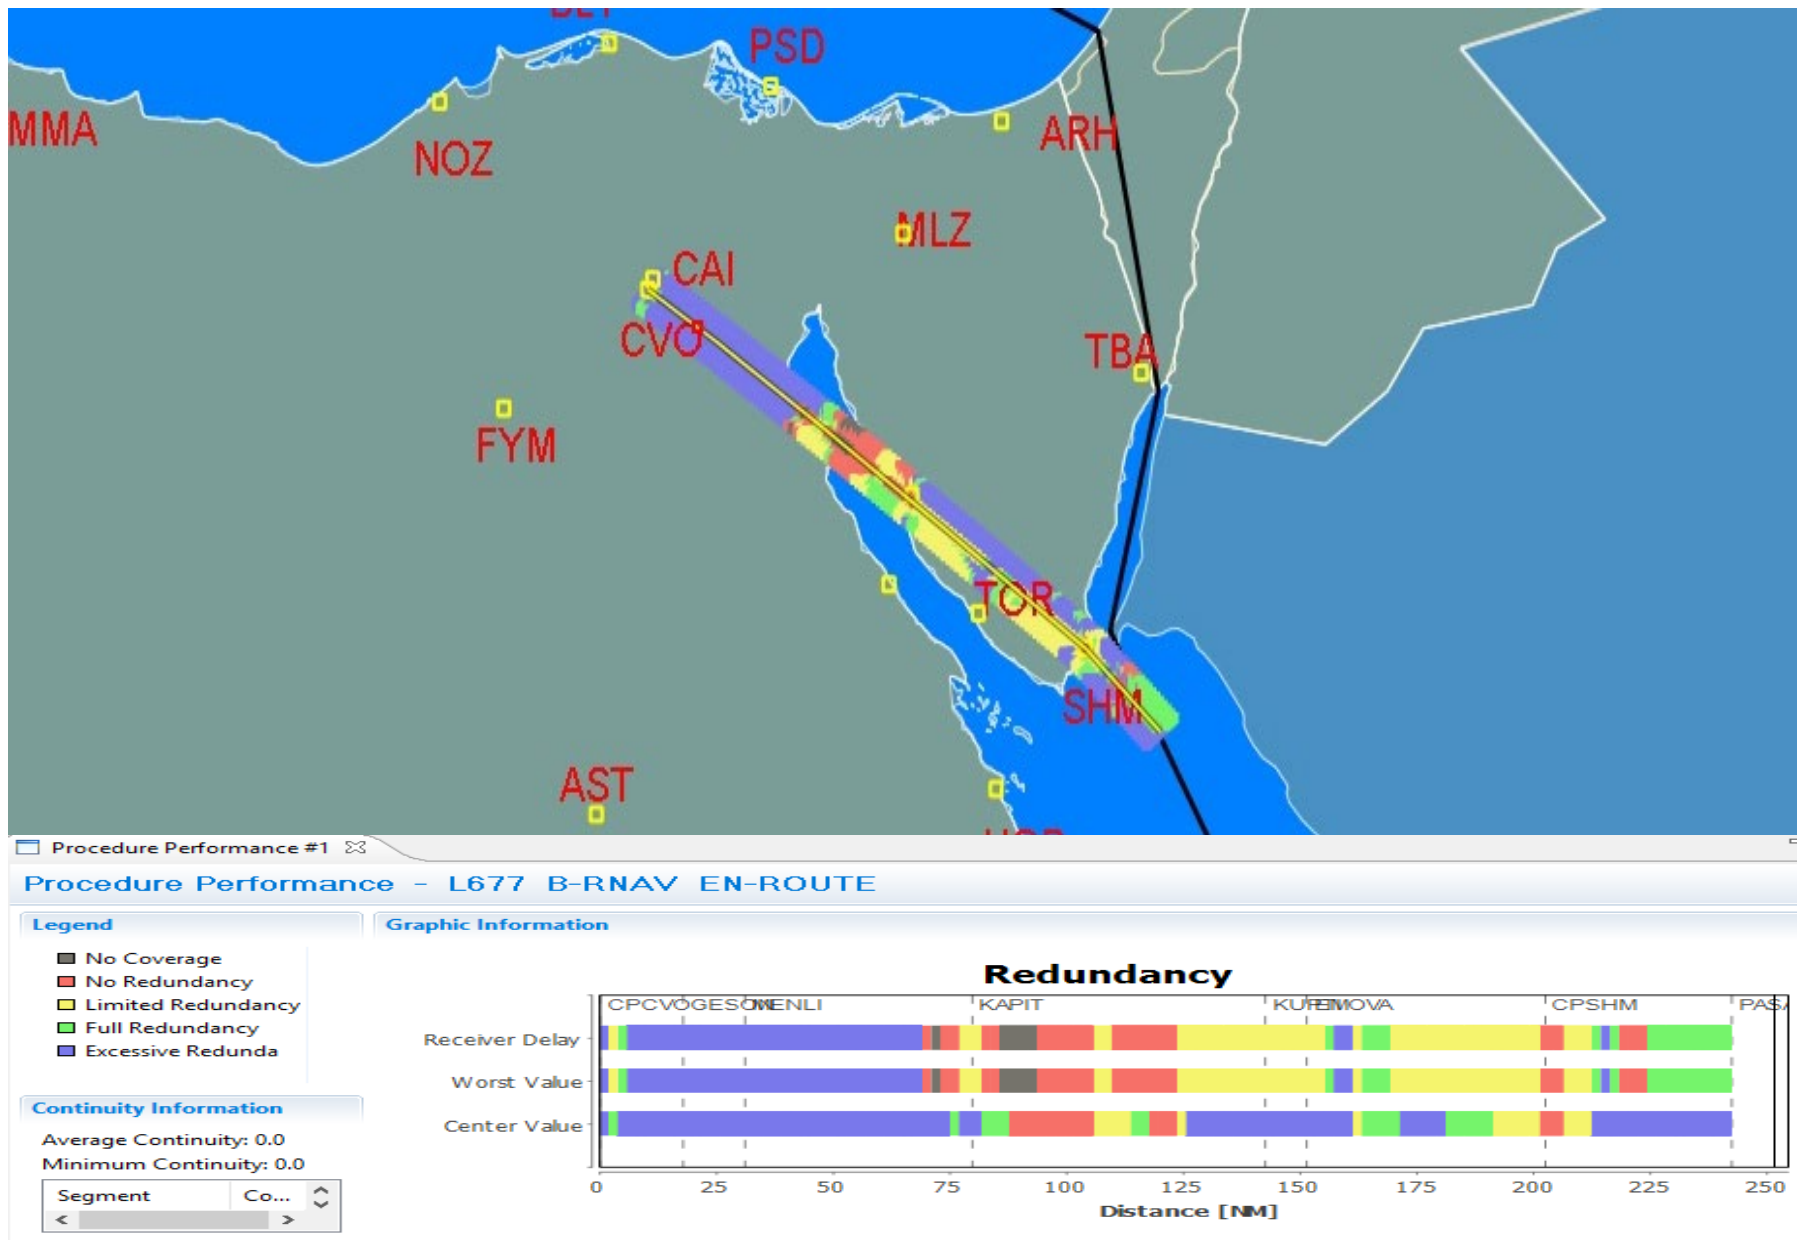 PSD
MMA
NOZ
ARH
MLZ
CAI
CVO
TBA
FYM
TOR
SHM
AST
Procedure Performance #1
Procedure Performance - L677 B-RNAV EN-ROUTE
Legend
Graphic Information
No Coverage
No Redundancy
Limited Redundancy
Full Redundancy
Excessive Redunda
Redundancy
KAPIT
CPSHM
Receiver Delay
Worst Value
Center Value
0 25 50 75 100 125 150 175 200 225 250
Distance [NM]
Continuity Information
Average Continuity: 0.0
Minimum Continuity: 0.0
Segment Co...